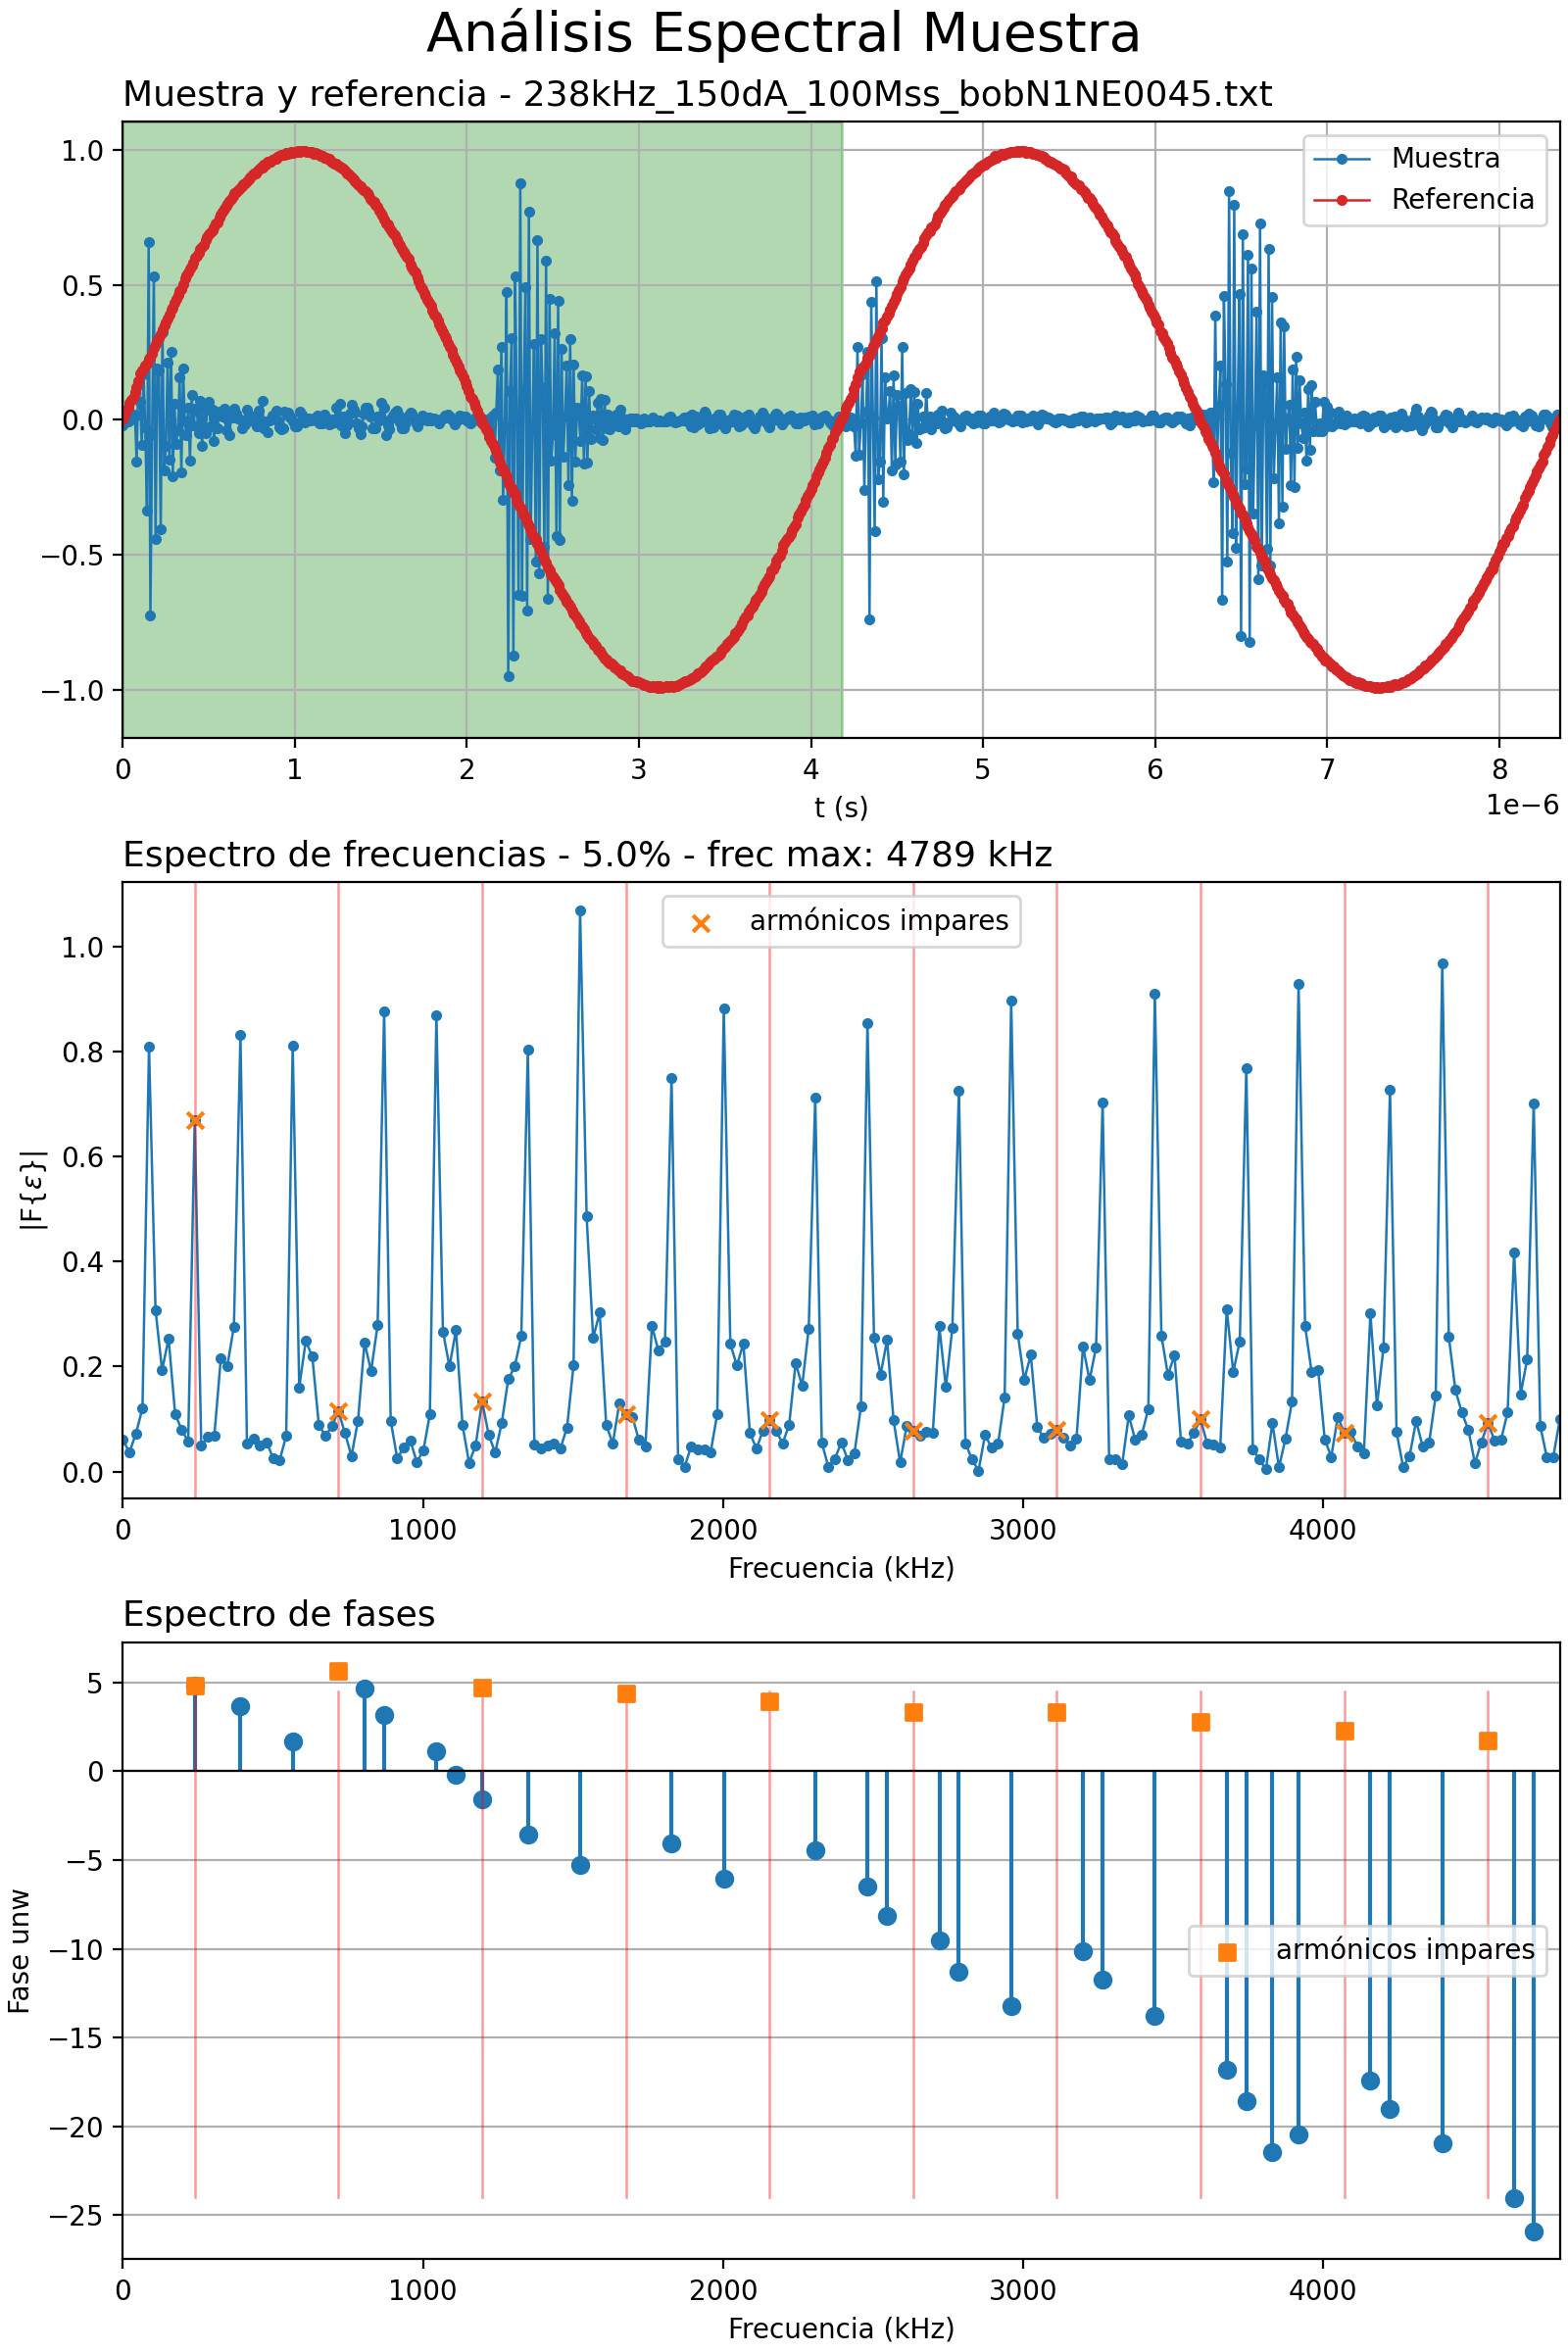 Análisis Espectral Muestra
Muestra y referencia - 238kHz_150dA_100Mss_bobN1NE0045.txt
1.0
0.5
0.0
−0.5
−1.0
Muestra
Referencia
0 1 2 3 4 5 6 7 8
t (s)
1e−6
Espectro de frecuencias - 5.0% - frec max: 4789 kHz
|F{ε}|
1.0
0.8
0.6
0.4
0.2
0.0
armónicos impares
0 1000 2000 3000 4000
Frecuencia (kHz)
Espectro de fases
Fase unw
5
0
−5
−10
−15
−20
−25
armónicos impares
0 1000 2000 3000 4000
Frecuencia (kHz)